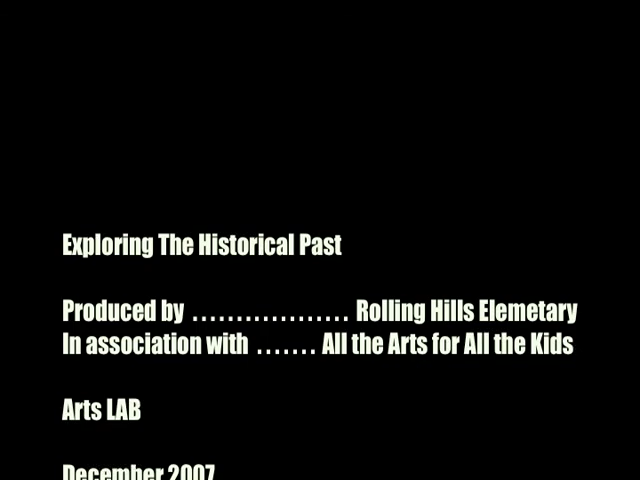 Exploring The Historical Past
Produced by .................. Rolling Hills Elemetary
In association with ....... All the Arts for All the Kids
Arts LAB
December 2007